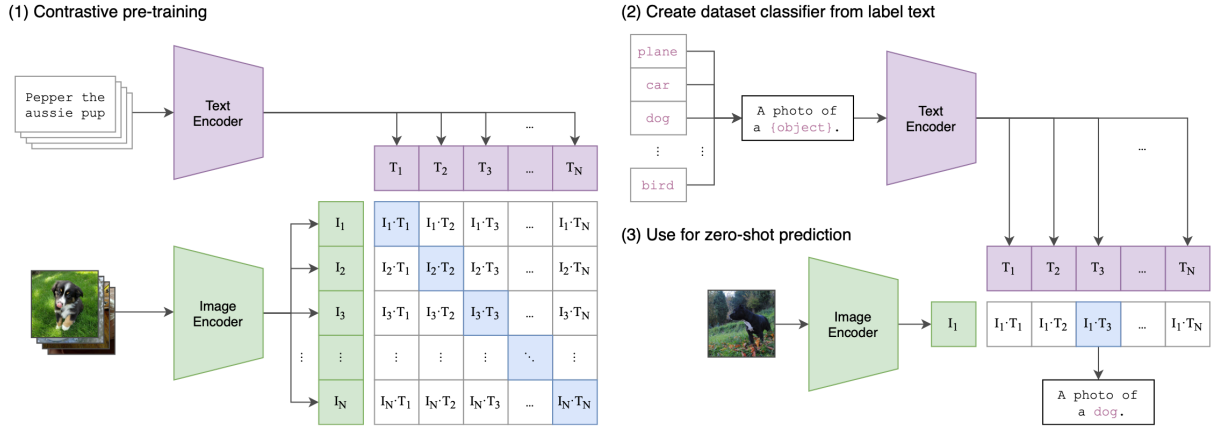 (1) Contrastive pre-training
Pepper the
aussie pup
Text
Encoder
...
T1 T2 T3 ... TN
Image
Encoder
I1 I1·T1 I1·T2 I1·T3 ... I1·TN
I2 I2·T1 I2·T2 I2·T3 ... I2·TN
I3 I3·T1 I3·T2 I3·T3 ... I3·TN
⋮ ⋮ ⋮ ⋮ ⋮ ⋱ ⋮
IN IN·T1 IN·T2 IN·T3 ... IN·TN
(2) Create dataset classifier from label text
plane
car
dog
⋮ ⋮
bird
A photo of
a {object}.
Text
Encoder
...
(3) Use for zero-shot prediction
T1 T2 T3 ... TN
Image
Encoder
I1 I1·T1 I1·T2 I1·T3 ... I1·TN
A photo of
a dog.